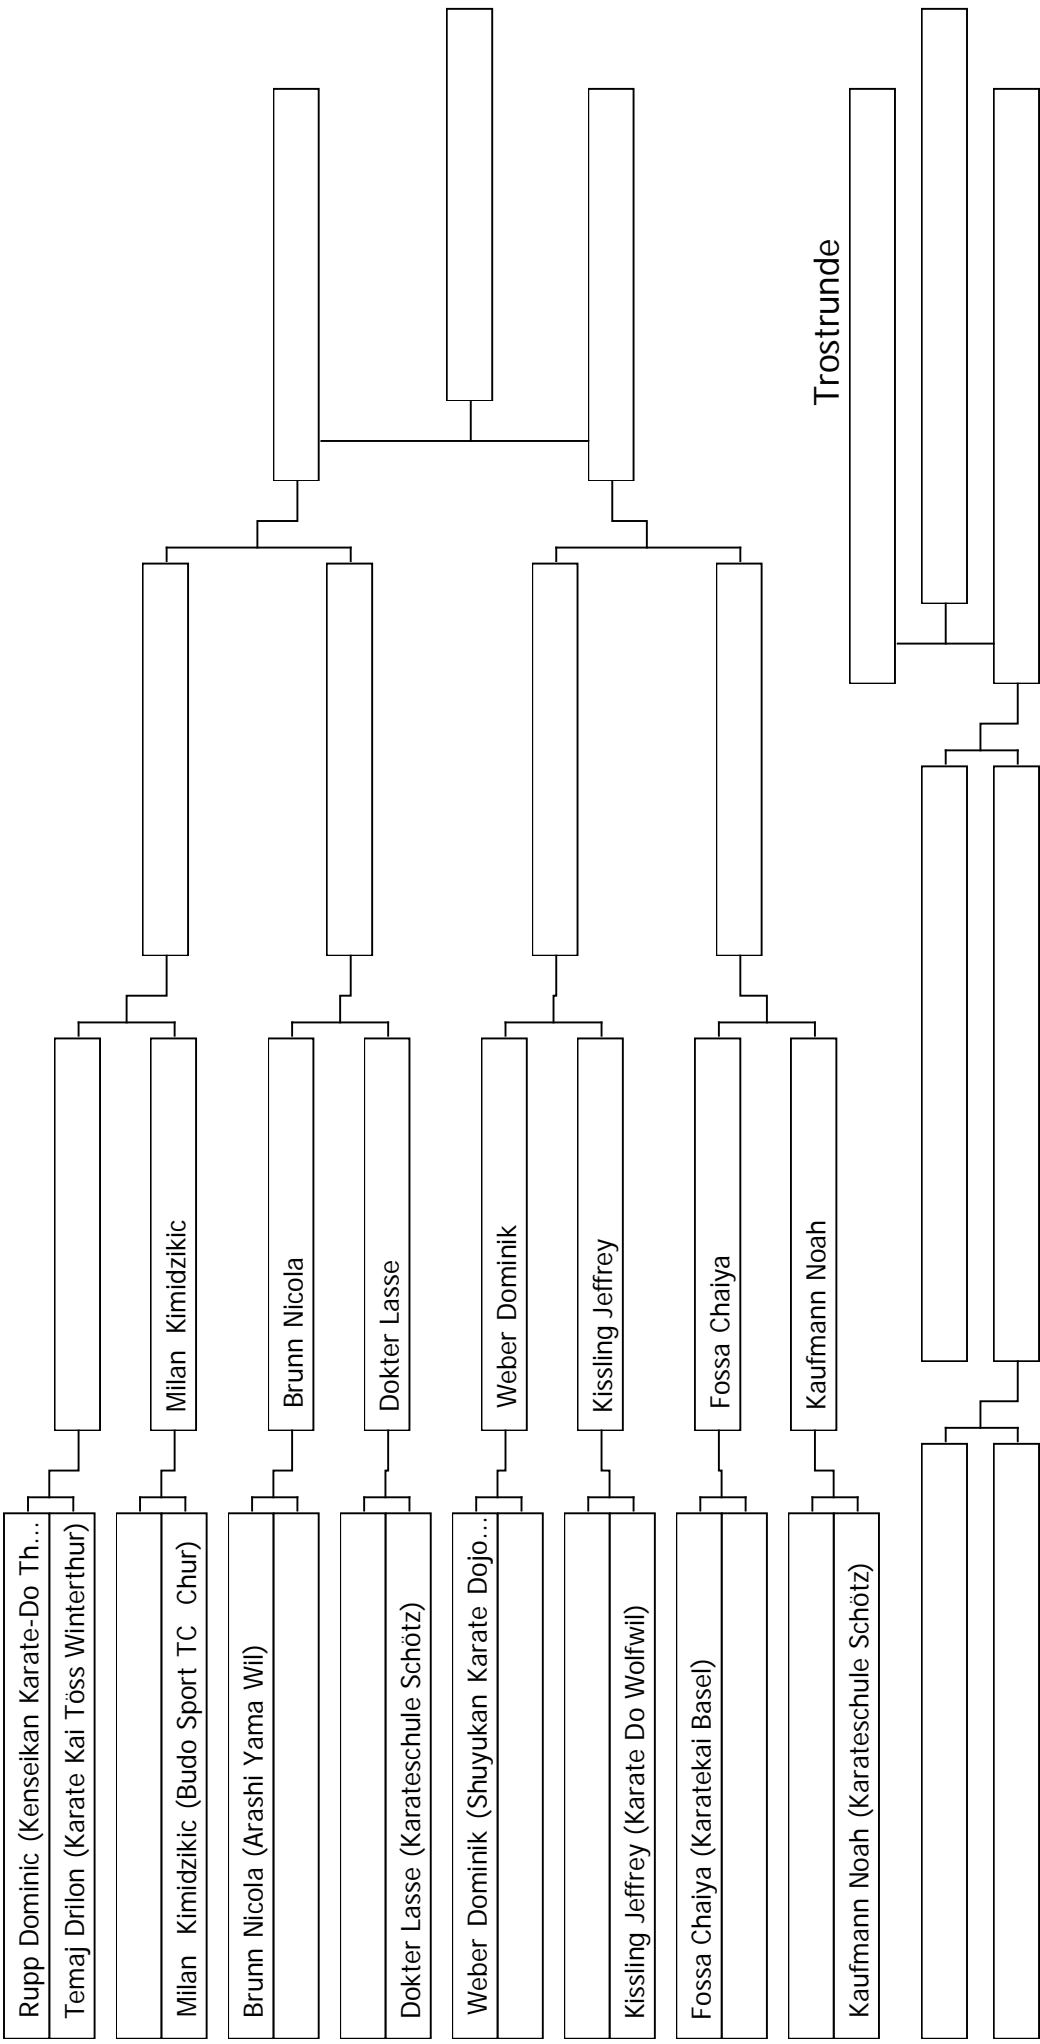 Rupp Dominic (Kenseikan Karate-Do Th...
Temaj Drilon (Karate Kai Töss Winterthur)
Milan Kimidzikic (Budo Sport TC Chur)
Brunn Nicola (Arashi Yama Wil)
Dokter Lasse (Karateschule Schötz)
Weber Dominik (Shuyukan Karate Dojo...
Kissling Jeffrey (Karate Do Wolfwil)
Fossa Chaiya (Karatekai Basel)
Kaufmann Noah (Karateschule Schötz)
Milan Kimidzikic
Brunn Nicola
Dokter Lasse
Weber Dominik
Kissling Jeffrey
Fossa Chaiya
Kaufmann Noah
Trostrunde